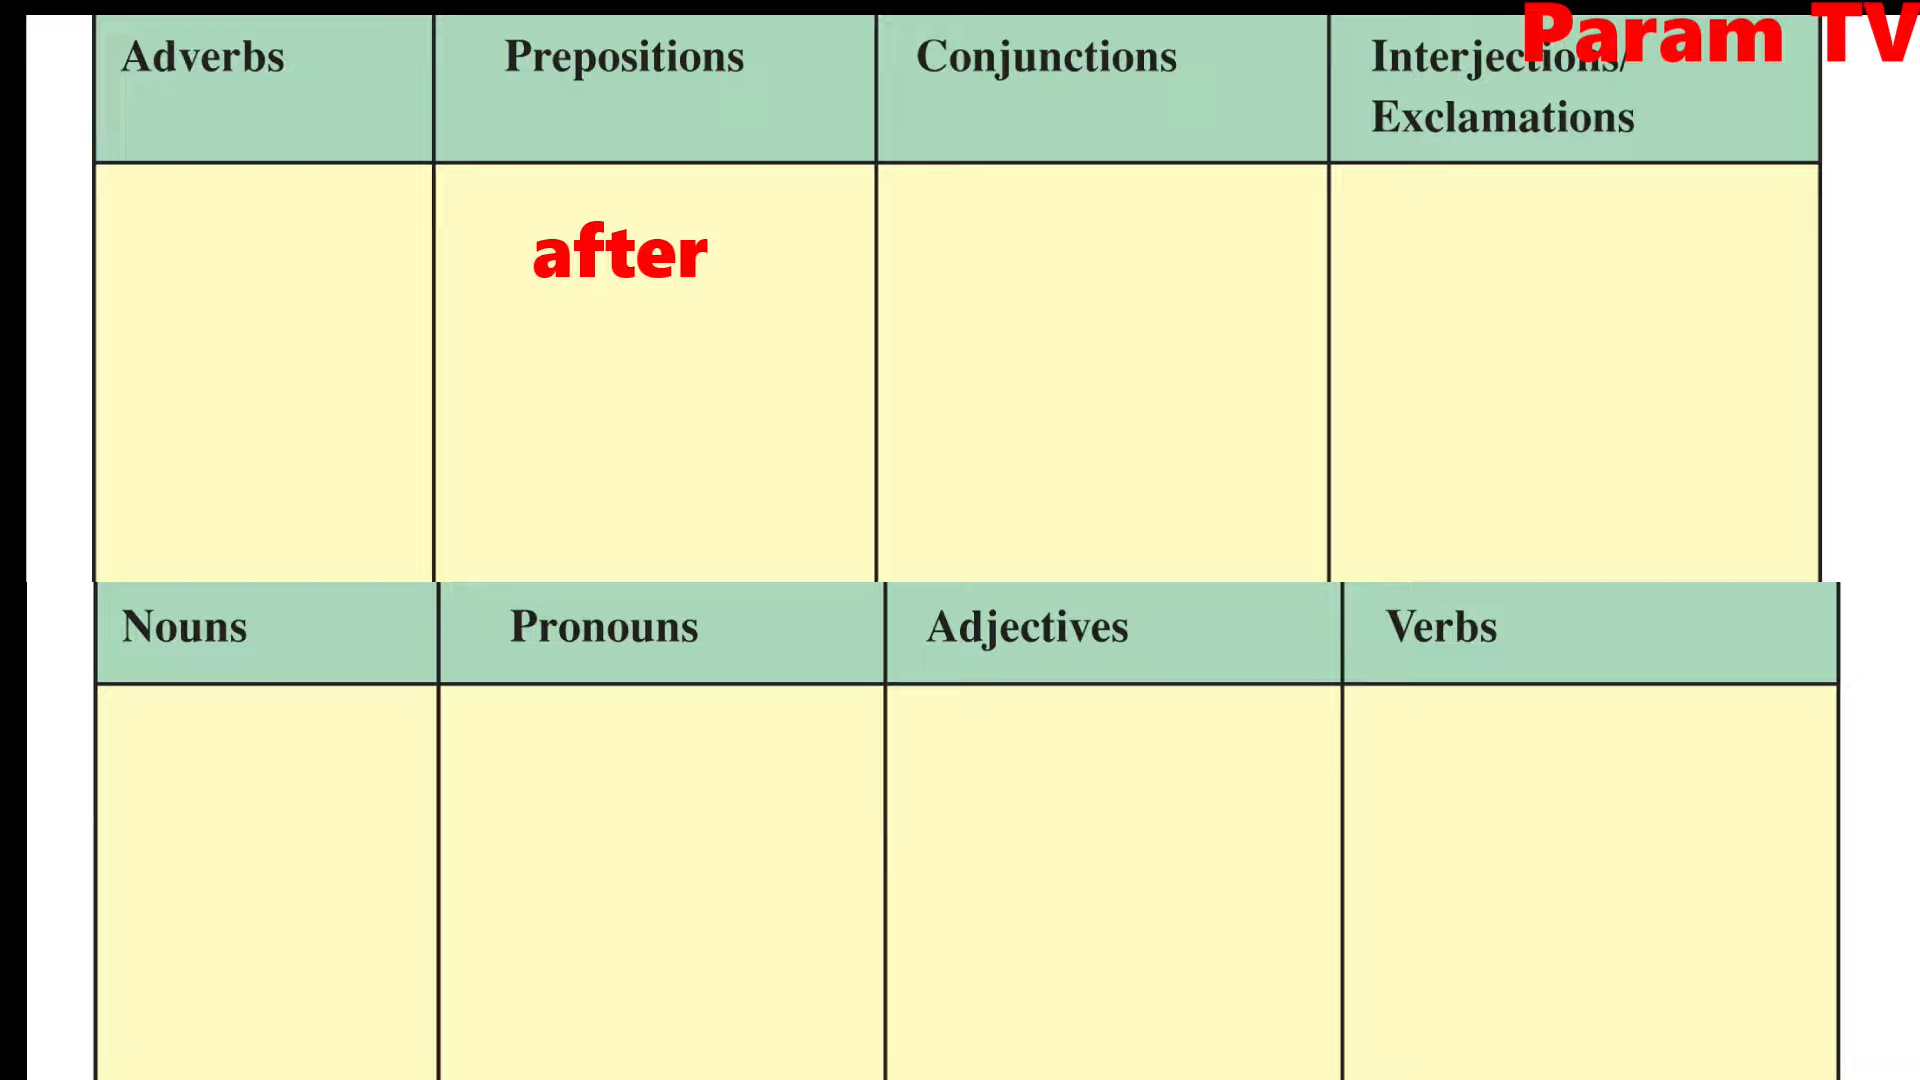 Param TV
Adverbs Prepositions Conjunctions Interjections/
Exclamations
after
Nouns Pronouns Adjectives Verbs